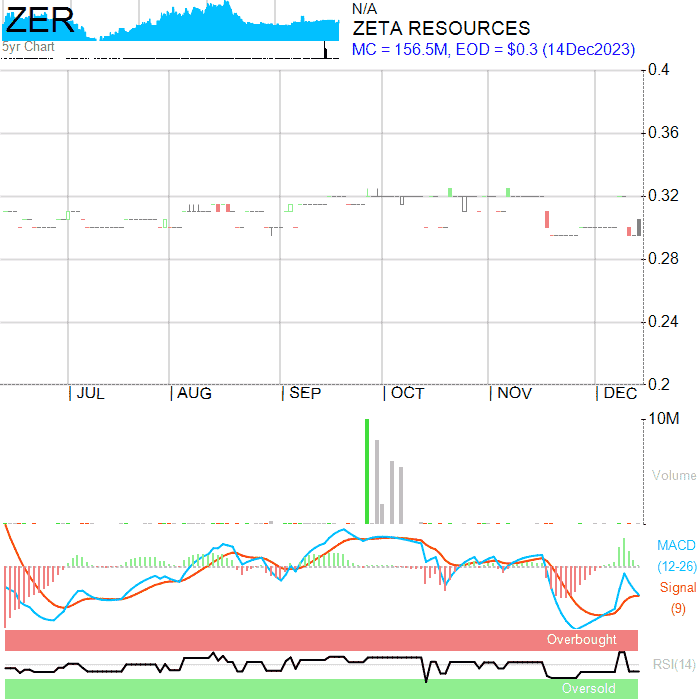 ZER
5yr Chart
N/A
ZETA RESOURCES
MC = 156.5M, EOD = $0.3 (14Dec2023)
0.4
0.36
0.32
0.28
0.24
0.2
JUL AUG SEP OCT NOV DEC
10M
Volume
MACD
(12-26)
Signal
(9)
Overbought
RSI(14)
Oversold